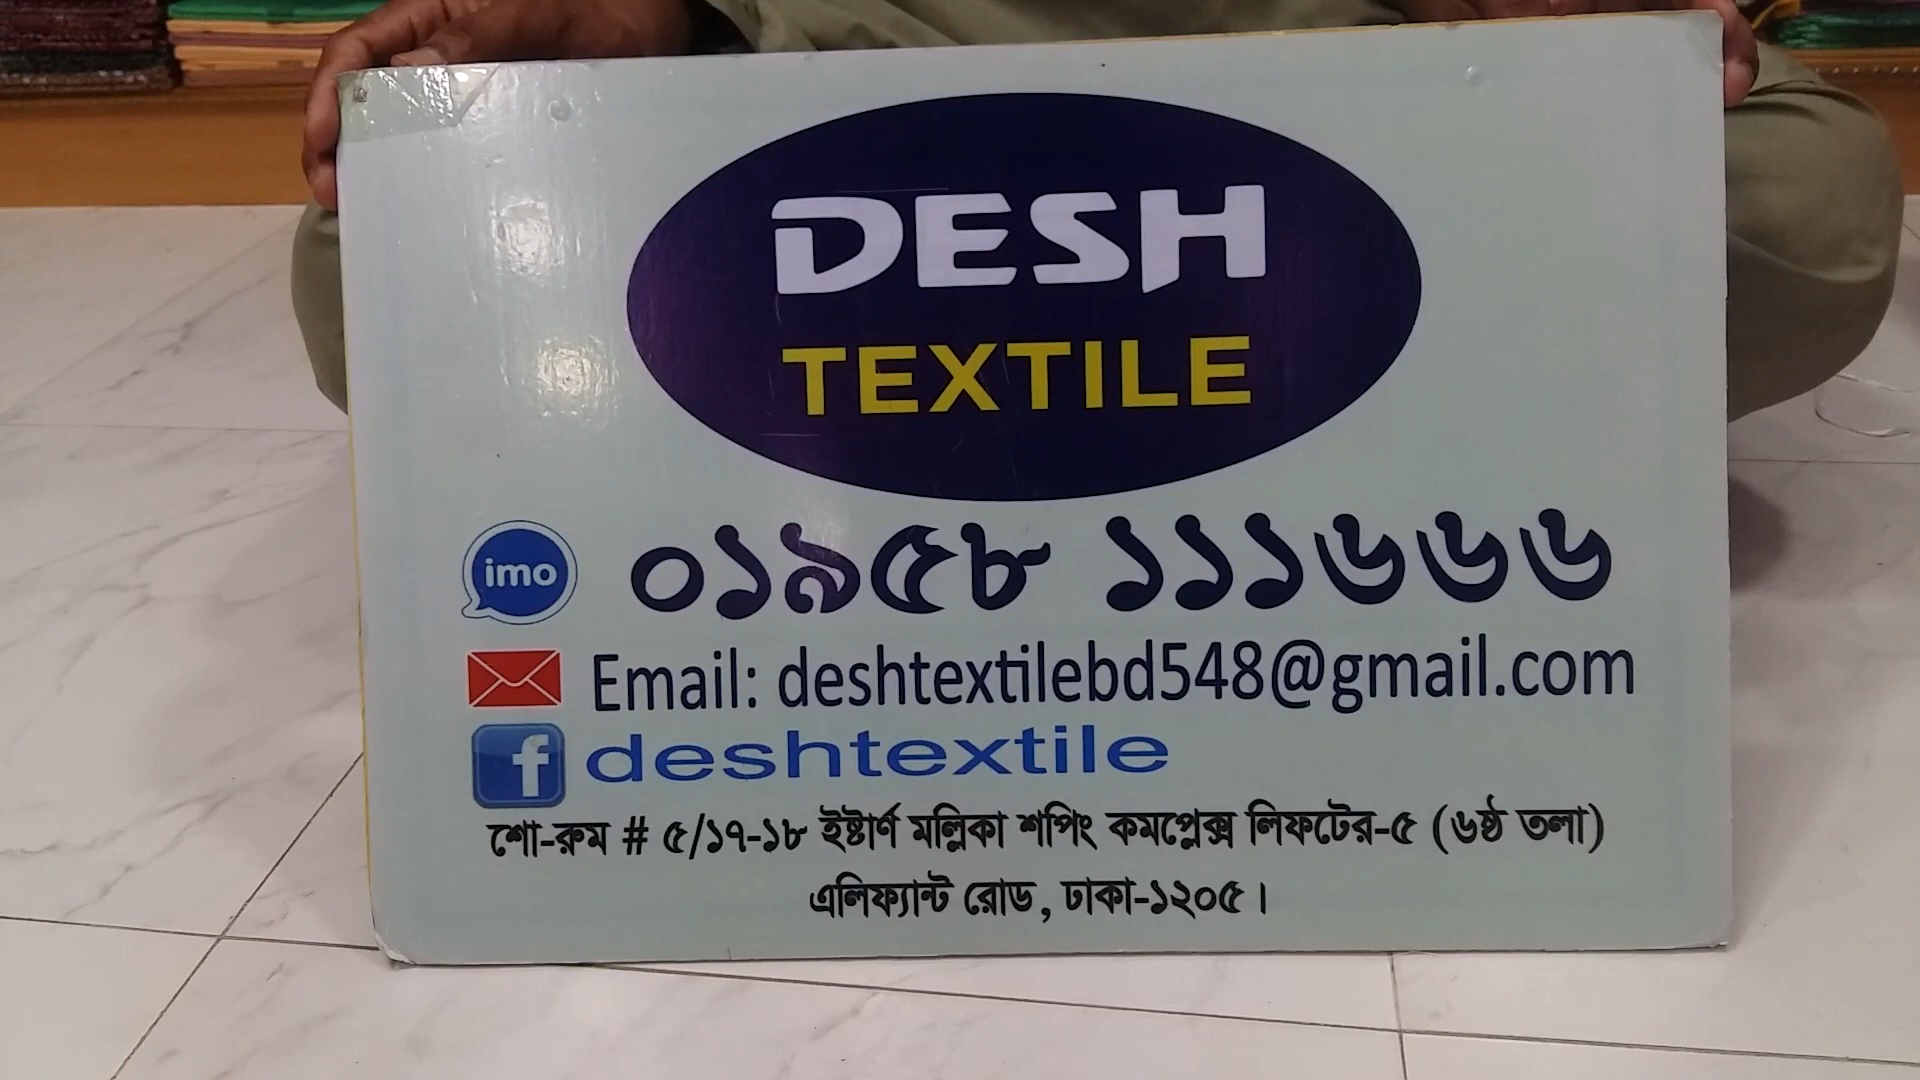 DESH
TEXTILE
imo ০১৯৫৮ ১১১৬৬৬
Email: deshtextilebd548@gmail.com
f deshtextile
শো-রুম # ৫/১৭-১৮ ইষ্টার্ণ মল্লিকা শপিং কমপ্লেক্স লিফটের-৫ (৬ষ্ঠ তলা)
এলিফ্যান্ট রোড, ঢাকা-১২০৫।